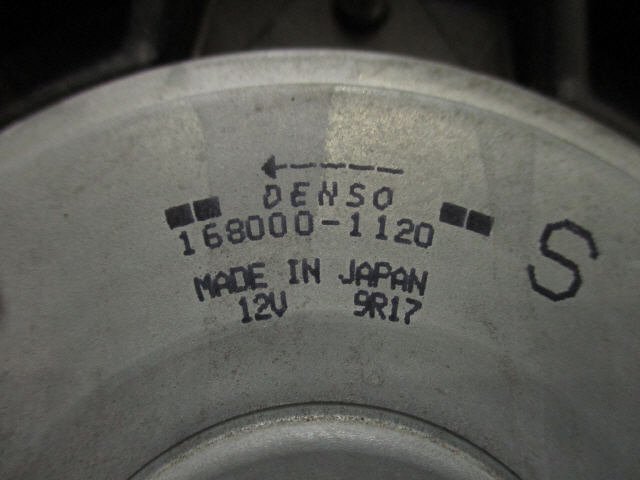 DENSO
168000-1120
S
MADE IN JAPAN
12V 9R17